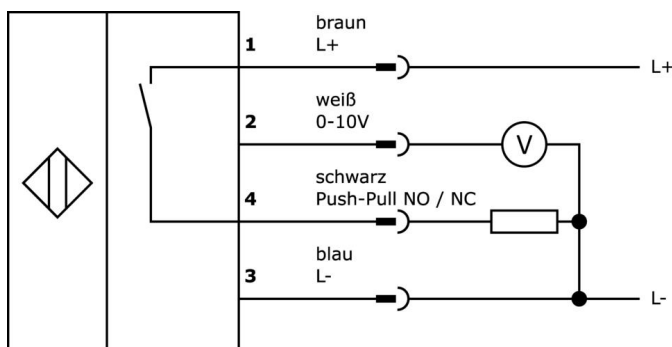 1
braun
L+
L+
2
weiß
0-10V
V
4
schwarz
Push-Pull NO / NC
3
blau
L-
L-